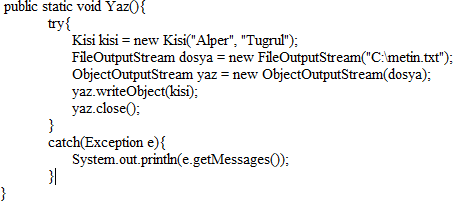 public static void Yaz(){
try{
Kisi kisi = new Kisi("Alper", "Tugrul");
FileOutputStream dosya = new FileOutputStream("C:\metin.txt");
ObjectOutputStream yaz = new ObjectOutputStream(dosya);
yaz.writeObject(kisi);
yaz.close();
}
catch(Exception e){
System.out.println(e.getMessages());
}
}